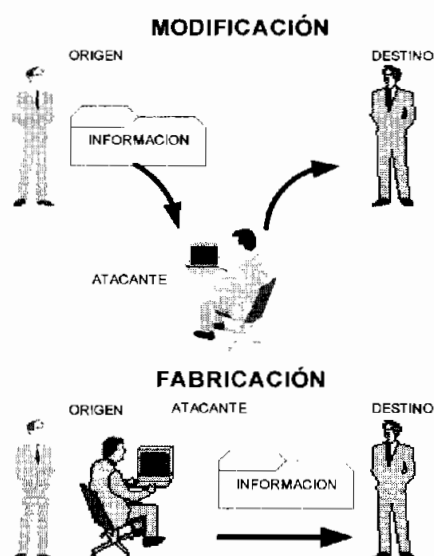 MODIFICACIÓN
ORIGEN DESTINO
INFORMACION
ATACANTE
FABRICACIÓN
ORIGEN ATACANTE DESTINO
INFORMACION